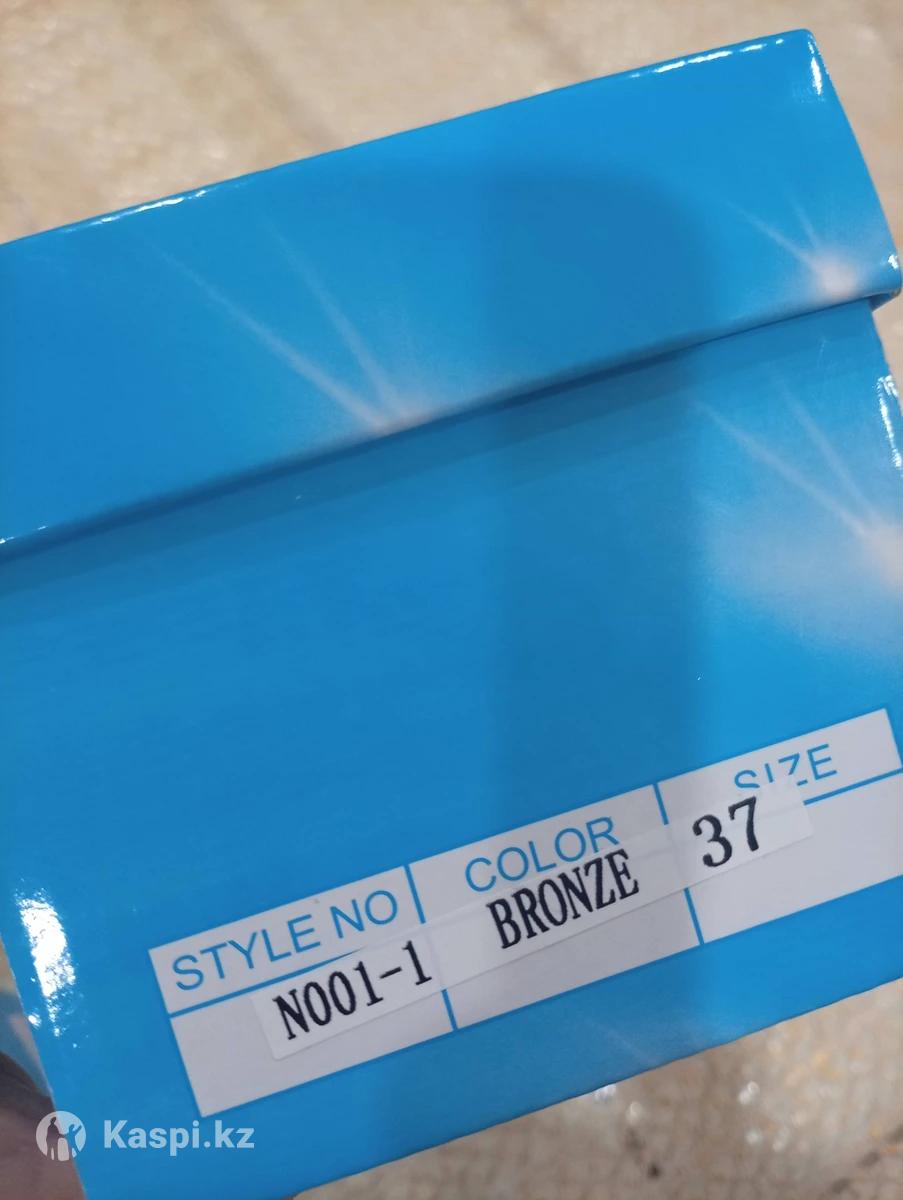 STYLE NO COLOR SIZE
N001-1 BRONZE 37
Kaspi.kz